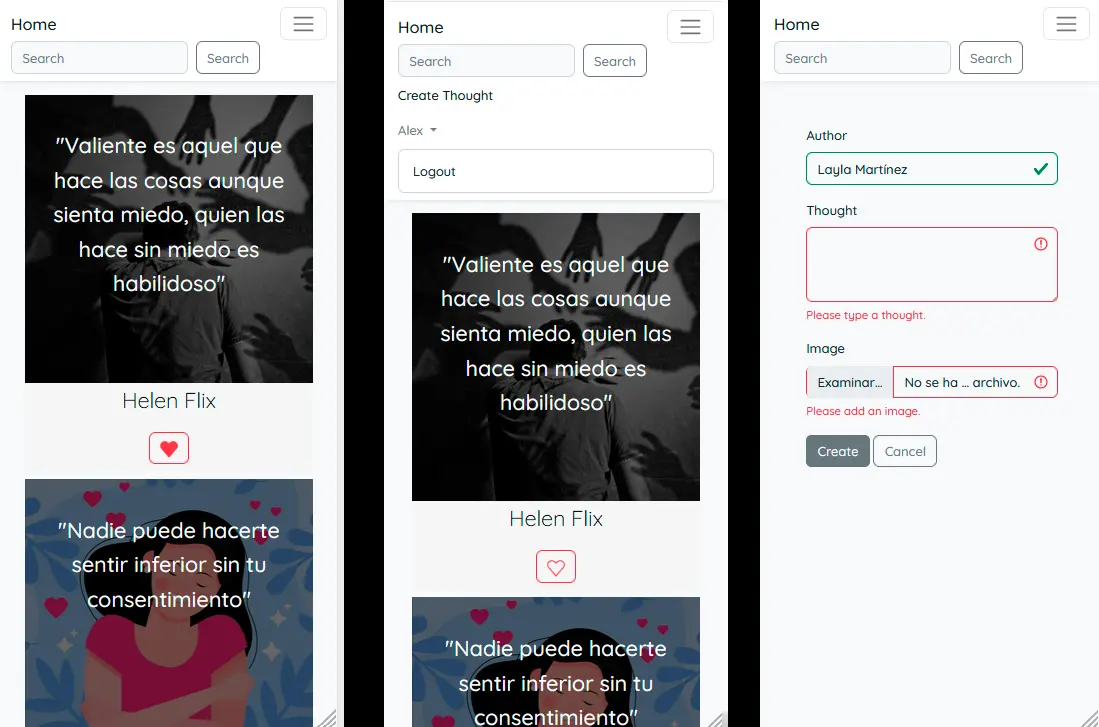 Home
Search
Search
"Valiente es aquel que
hace las cosas aunque
sienta miedo, quien las
hace sin miedo es
habilidoso"
Helen Flix
"Nadie puede hacerte
sentir inferior sin tu
consentimiento"
Home
Search
Search
Create Thought
Alex
Logout
"Valiente es aquel que
hace las cosas aunque
sienta miedo, quien las
hace sin miedo es
habilidoso"
Helen Flix
"Nadie puede hacerte
sentir inferior sin tu
consentimiento"
Home
Search
Search
Author
Layla Martínez
Thought
Please type a thought.
Image
Examinar...
No se ha ... archivo.
Please add an image.
Create
Cancel